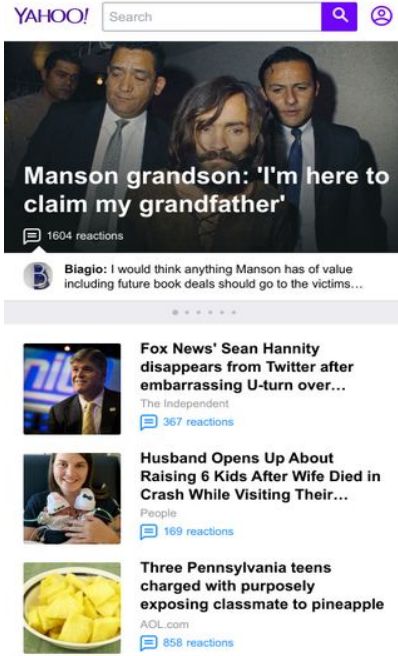 YAHOO!
Search
Manson grandson: 'I'm here to
claim my grandfather'
1604 reactions
Biagio: I would think anything Manson has of value
including future book deals should go to the victims...
Fox News' Sean Hannity
disappears from Twitter after
embarrassing U-turn over...
The Independent
367 reactions
Husband Opens Up About
Raising 6 Kids After Wife Died in
Crash While Visiting Their...
People
169 reactions
Three Pennsylvania teens
charged with purposely
exposing classmate to pineapple
AOL.com
858 reactions